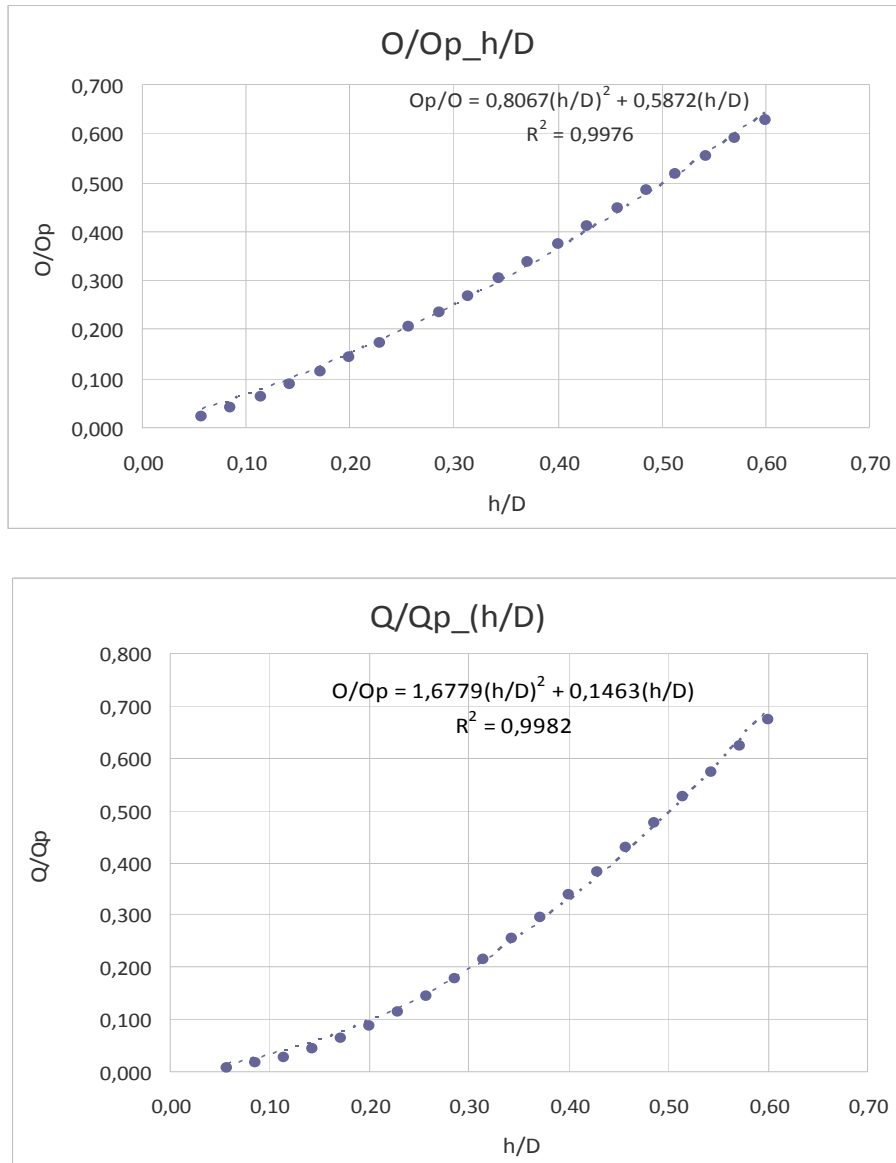 O/Op_h/D
0,700
Op/O = 0,8067(h/D)² + 0,5872(h/D)
R² = 0,9976
0,600
0,500
0,400
0,300
0,200
0,100
0,000
O/Op
0,00 0,10 0,20 0,30 0,40 0,50 0,60 0,70
h/D
Q/Qp_(h/D)
0,800
0,700
O/Op = 1,6779(h/D)² + 0,1463(h/D)
R² = 0,9982
0,600
0,500
0,400
0,300
0,200
0,100
0,000
Q/Qp
0,00 0,10 0,20 0,30 0,40 0,50 0,60 0,70
h/D